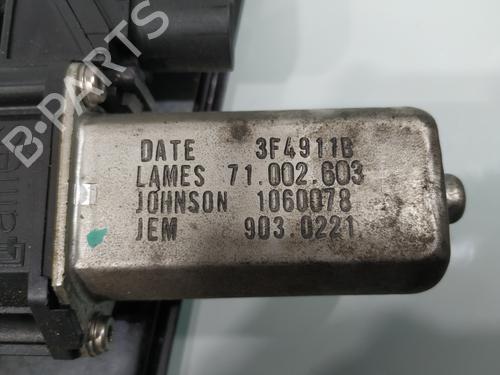 B-PARTS
DATE 3F4911B
LAMES 71.002.603
JOHNSON 1060078
JEM 903.0221